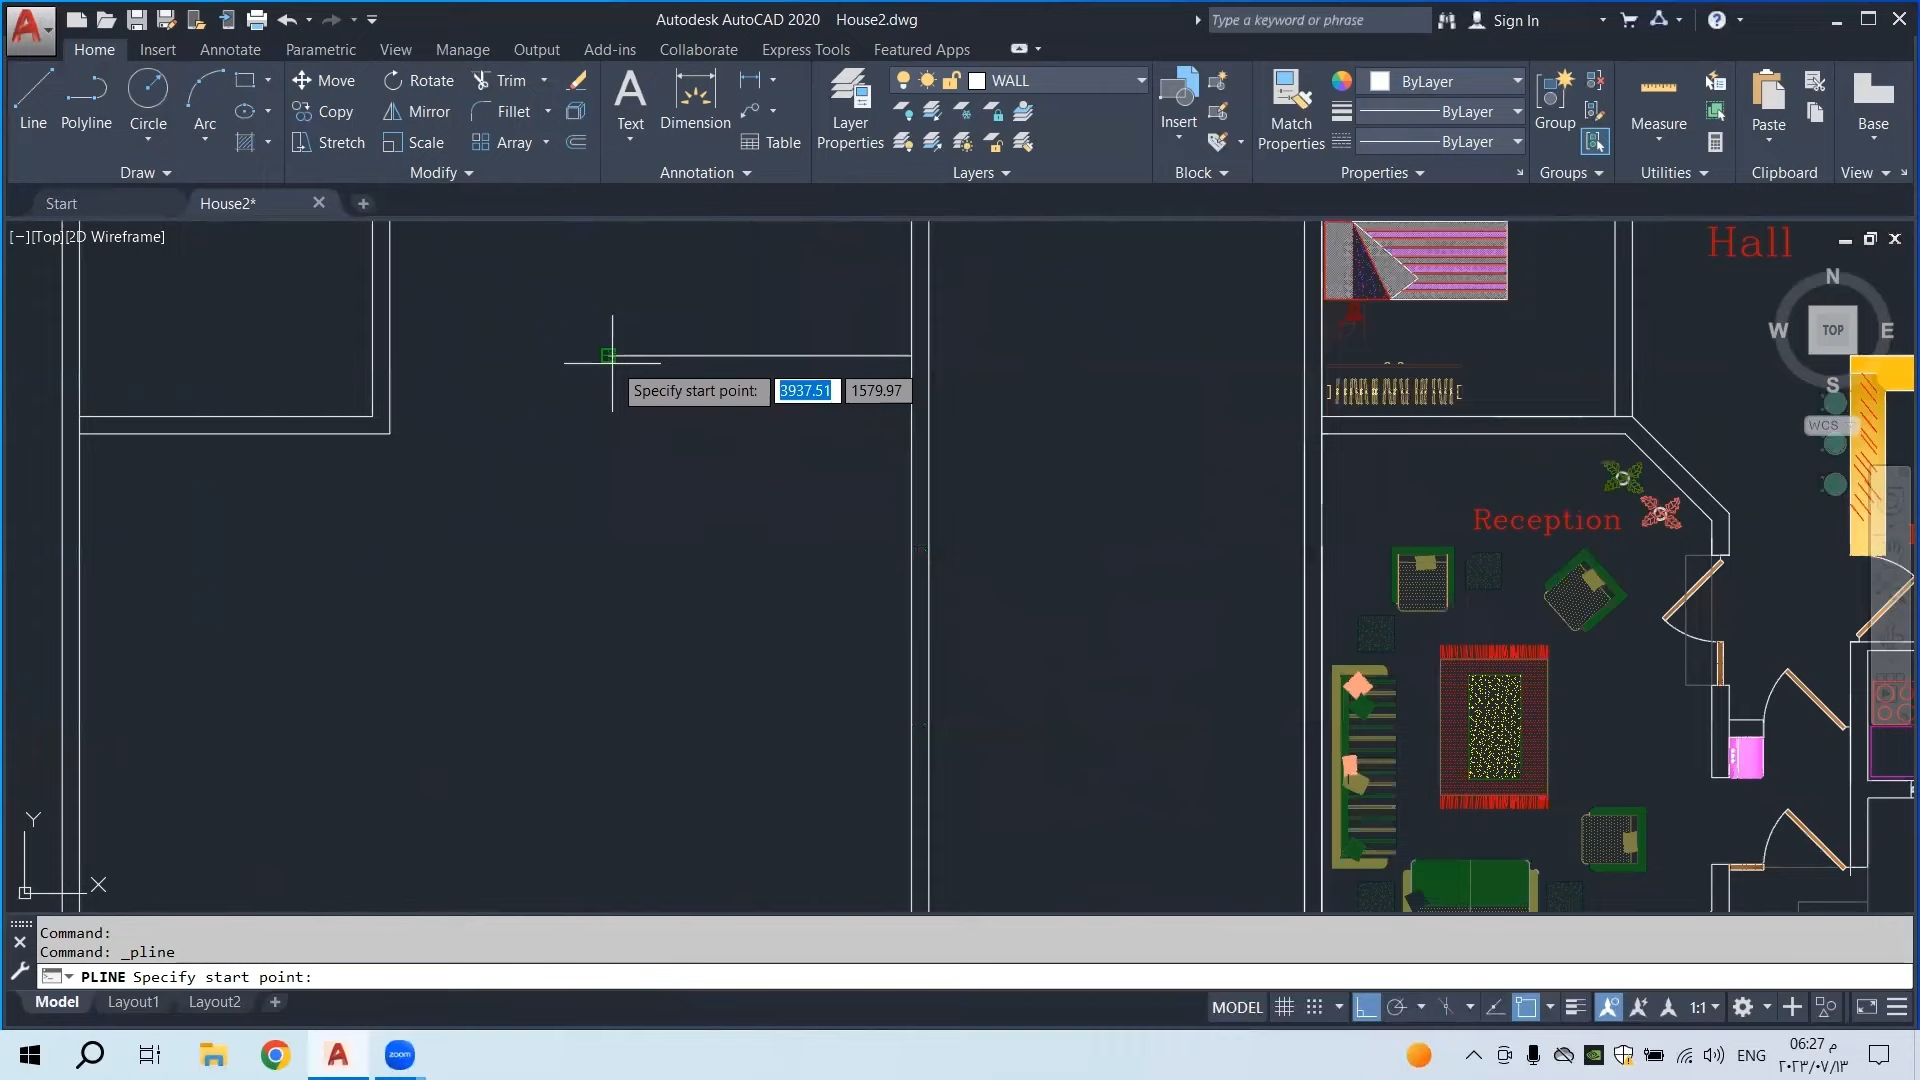 Autodesk AutoCAD 2020 House2.dwg
Type a keyword or phrase
Sign In
Home Insert Annotate Parametric View Manage Output Add-ins Collaborate Express Tools Featured Apps
Line Polyline Circle Arc
Move Rotate Trim
Copy Mirror Fillet
Stretch Scale Array
Text Dimension Table
Layer Properties
WALL
Insert
Match Properties
ByLayer
ByLayer
ByLayer
Group Measure Paste Base
Draw Modify Annotation Layers Block Properties Groups Utilities Clipboard View
Start House2*
[−][Top][2D Wireframe]
Hall
N
W TOP E
S
WCS
Specify start point: 3937.51 1579.97
Reception
Y
X
Command:
Command: _pline
PLINE Specify start point:
Model Layout1 Layout2
MODEL 1:1
zoom
ENG
06:27 م
٢٠٢٣/٠٧/١٣